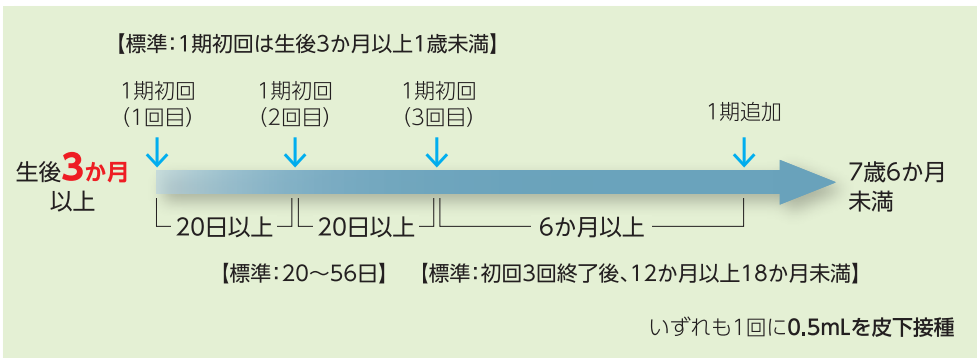 【標準：1期初回は生後3か月以上1歳未満】
1期初回
（1回目）
1期初回
（2回目）
1期初回
（3回目）
1期追加
生後3か月
以上
7歳6か月
未満
20日以上
20日以上
6か月以上
【標準：20～56日】
【標準：初回3回終了後、12か月以上18か月未満】
いずれも1回に0.5mLを皮下接種